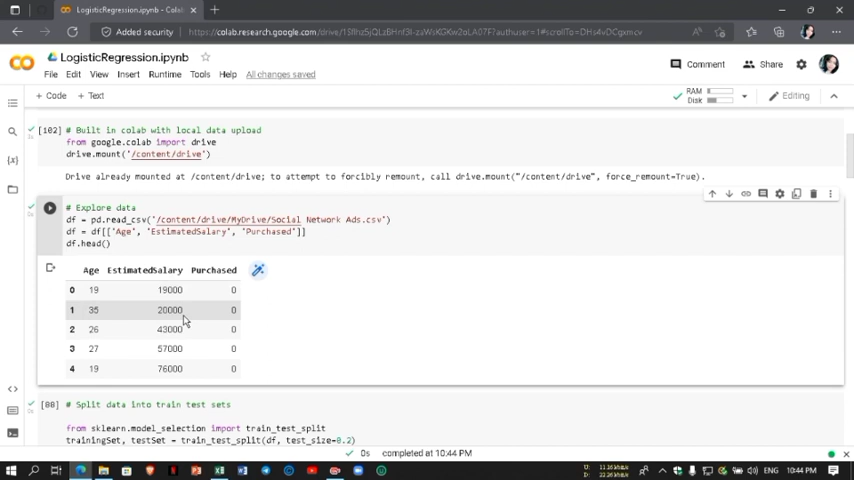 LogisticRegression.ipynb - Colab
Added security
LogisticRegression.ipynb
File Edit View Insert Runtime Tools Help All changes saved
Comment Share
+ Code + Text
RAM
Disk
Editing
[102] # Built in colab with local data upload
from google.colab import drive
drive.mount('/content/drive')
Drive already mounted at /content/drive; to attempt to forcibly remount, call drive.mount("/content/drive", force_remount=True).
# Explore data
df = pd.read_csv('/content/drive/MyDrive/Social Network Ads.csv')
df = df[['Age', 'EstimatedSalary', 'Purchased']]
df.head()
Age EstimatedSalary Purchased
0 19 19000 0
1 35 20000 0
2 26 43000 0
3 27 57000 0
4 19 76000 0
# Split data into train test sets
from sklearn.model_selection import train_test_split
trainingSet, testSet = train_test_split(df, test_size=0.2)
0s completed at 10:44 PM
ENG 10:44 PM